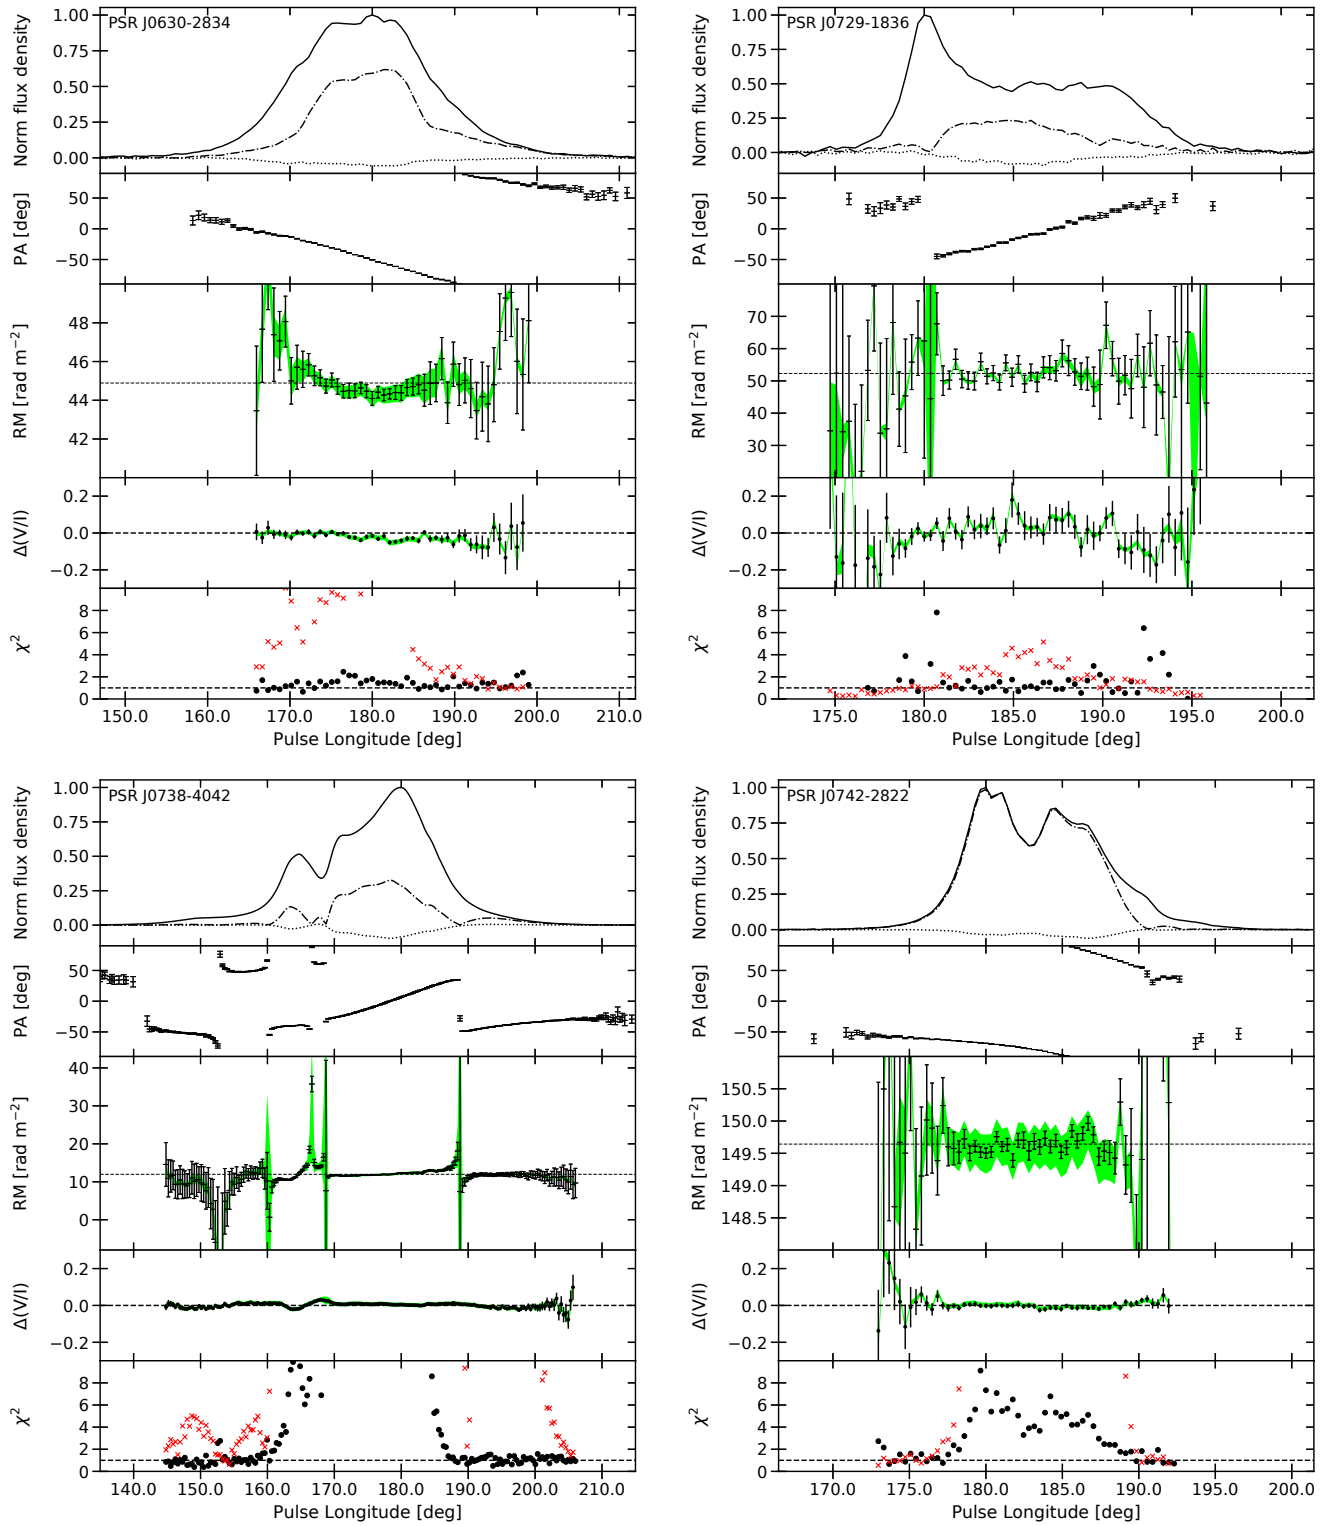 PSR J0630-2834
Norm flux density
1.00
0.75
0.50
0.25
0.00
PA [deg]
50
0
−50
RM [rad m⁻²]
48
46
44
42
Δ(V/I)
0.2
0.0
−0.2
χ²
8
6
4
2
0
150.0 160.0 170.0 180.0 190.0 200.0 210.0
Pulse Longitude [deg]
PSR J0729-1836
Norm flux density
1.00
0.75
0.50
0.25
0.00
PA [deg]
50
0
−50
RM [rad m⁻²]
70
60
50
40
30
Δ(V/I)
0.2
0.0
−0.2
χ²
8
6
4
2
0
175.0 180.0 185.0 190.0 195.0 200.0
Pulse Longitude [deg]
PSR J0738-4042
Norm flux density
1.00
0.75
0.50
0.25
0.00
PA [deg]
50
0
−50
RM [rad m⁻²]
40
30
20
10
0
Δ(V/I)
0.2
0.0
−0.2
χ²
8
6
4
2
0
140.0 150.0 160.0 170.0 180.0 190.0 200.0 210.0
Pulse Longitude [deg]
PSR J0742-2822
Norm flux density
1.00
0.75
0.50
0.25
0.00
PA [deg]
50
0
−50
RM [rad m⁻²]
150.5
150.0
149.5
149.0
148.5
Δ(V/I)
0.2
0.0
−0.2
χ²
8
6
4
2
0
170.0 175.0 180.0 185.0 190.0 195.0 200.0
Pulse Longitude [deg]